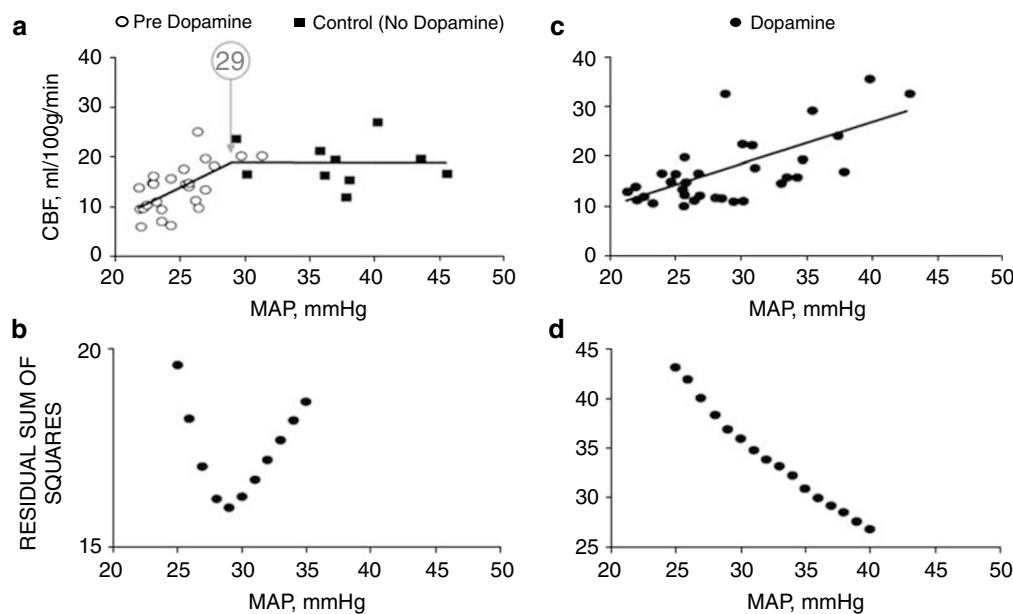 a
Pre Dopamine
Control (No Dopamine)
29
CBF, ml/100g/min
40
30
20
10
0
20 25 30 35 40 45 50
MAP, mmHg
c
Dopamine
40
30
20
10
0
20 25 30 35 40 45 50
MAP, mmHg
b
RESIDUAL SUM OF
SQUARES
20
15
20 25 30 35 40 45 50
MAP, mmHg
d
45
40
35
30
25
20 25 30 35 40 45 50
MAP, mmHg